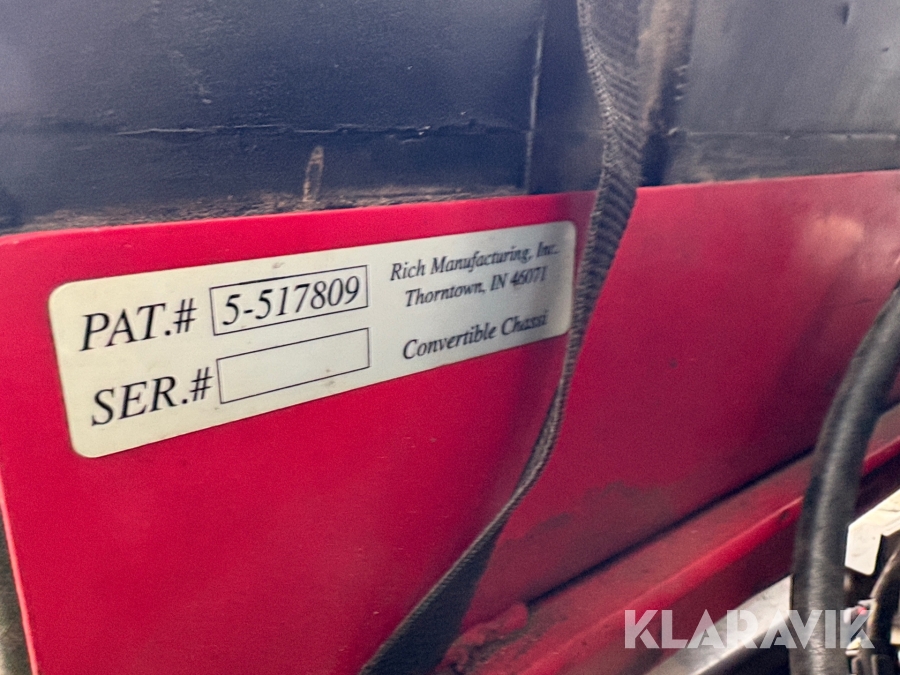 PAT.# 5-517809
SER.#
Rich Manufacturing, Inc.
Thorntown, IN 46071
Convertible Chassi
KLARAVIK